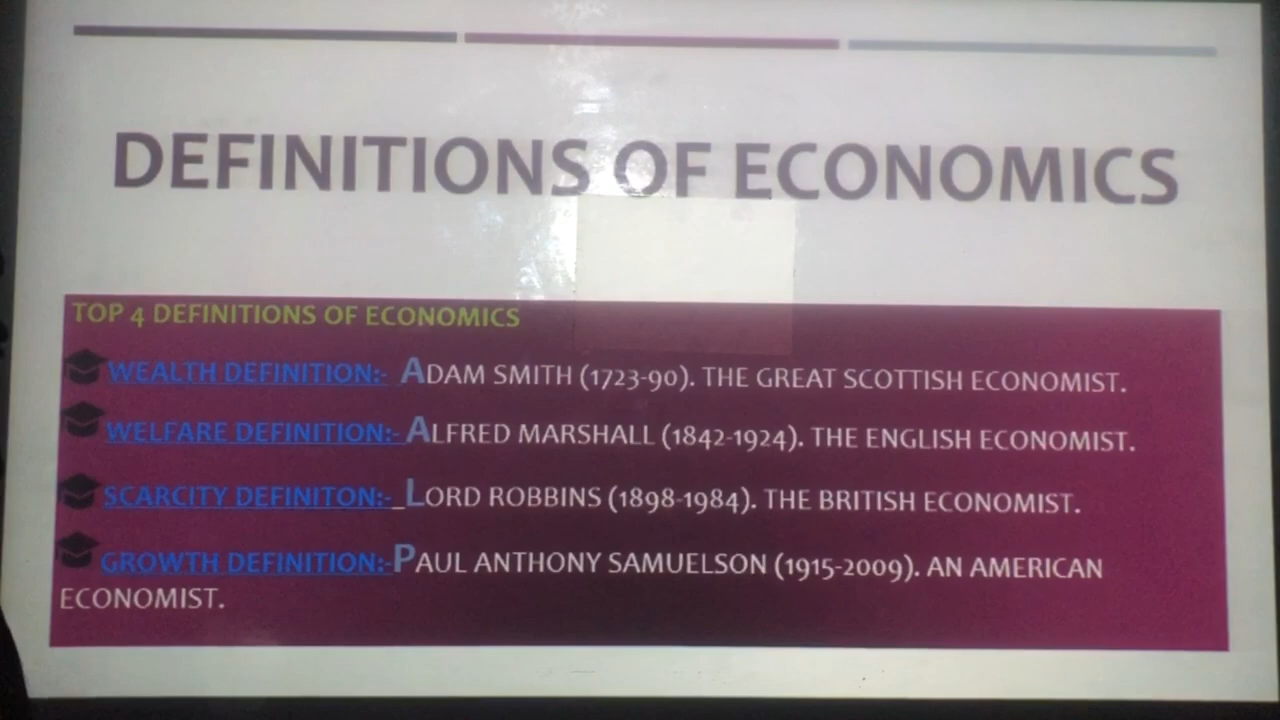 DEFINITIONS OF ECONOMICS
TOP 4 DEFINITIONS OF ECONOMICS
WEALTH DEFINITION:- ADAM SMITH (1723-90). THE GREAT SCOTTISH ECONOMIST.
WELFARE DEFINITION:- ALFRED MARSHALL (1842-1924). THE ENGLISH ECONOMIST.
SCARCITY DEFINITON:-_LORD ROBBINS (1898-1984). THE BRITISH ECONOMIST.
GROWTH DEFINITION:-PAUL ANTHONY SAMUELSON (1915-2009). AN AMERICAN
ECONOMIST.